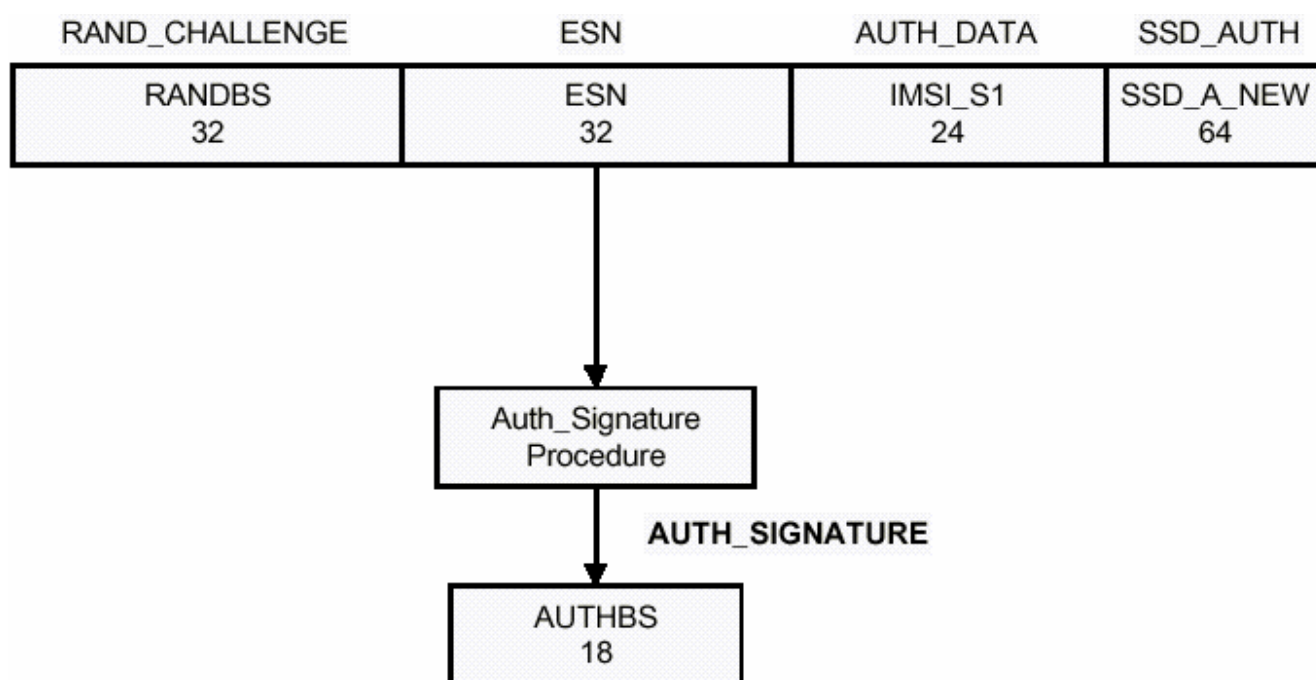 RAND_CHALLENGE ESN AUTH_DATA SSD_AUTH
RANDBS ESN IMSI_S1 SSD_A_NEW
32 32 24 64
Auth_Signature
Procedure
AUTH_SIGNATURE
AUTHBS
18